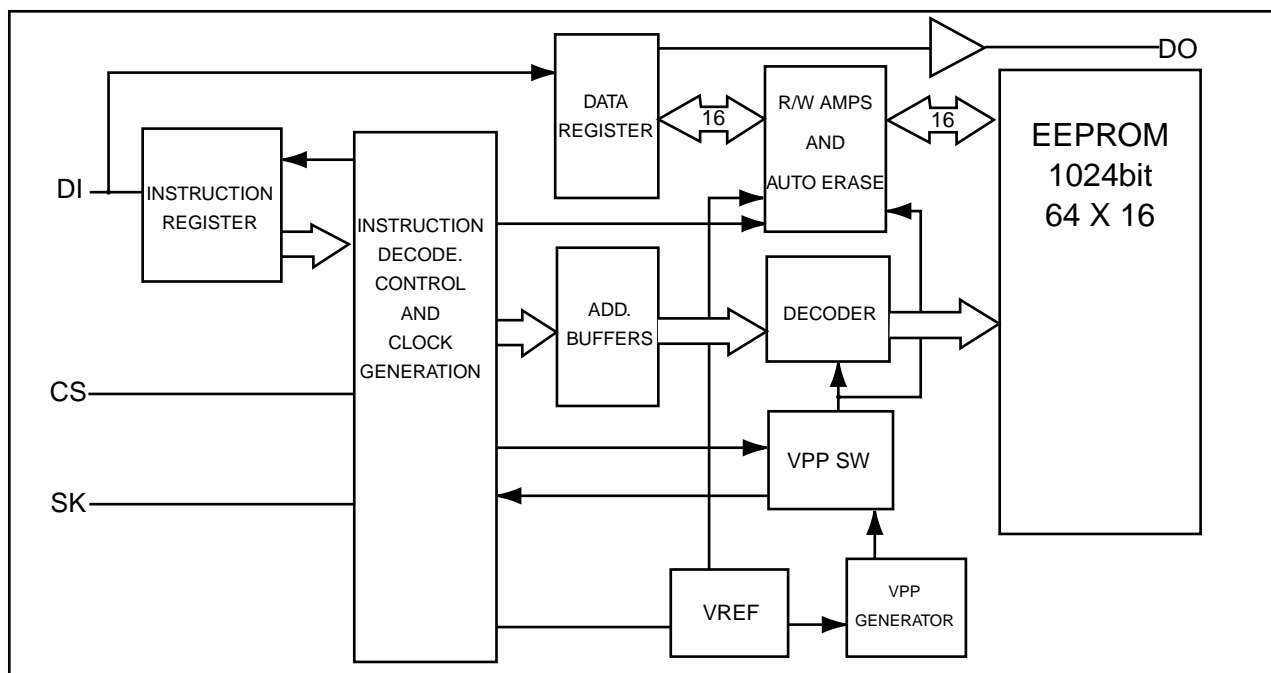 DO
DATA
REGISTER
16
R/W AMPS
AND
AUTO ERASE
16
EEPROM
1024bit
64 X 16
DI
INSTRUCTION
REGISTER
INSTRUCTION
DECODE.
CONTROL
AND
CLOCK
GENERATION
ADD.
BUFFERS
DECODER
CS
VPP SW
SK
VREF
VPP
GENERATOR